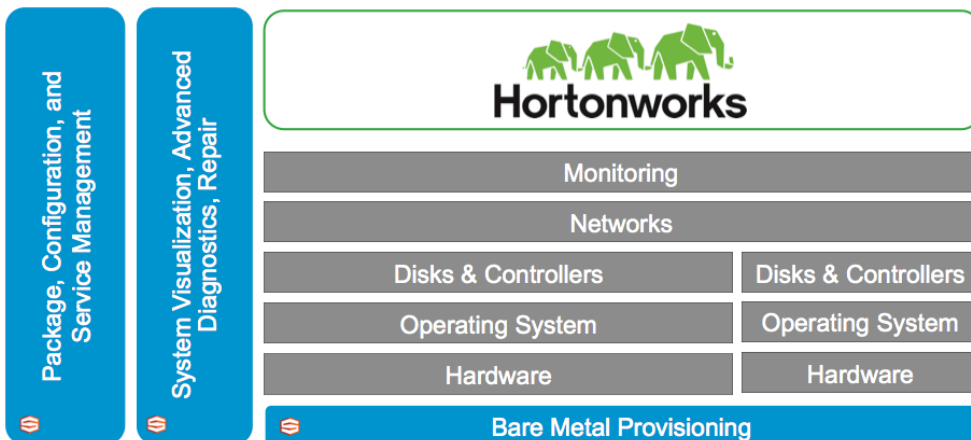 Package, Configuration, and
Service Management
System Visualization, Advanced
Diagnostics, Repair
Hortonworks
Monitoring
Networks
Disks & Controllers
Disks & Controllers
Operating System
Operating System
Hardware
Hardware
Bare Metal Provisioning